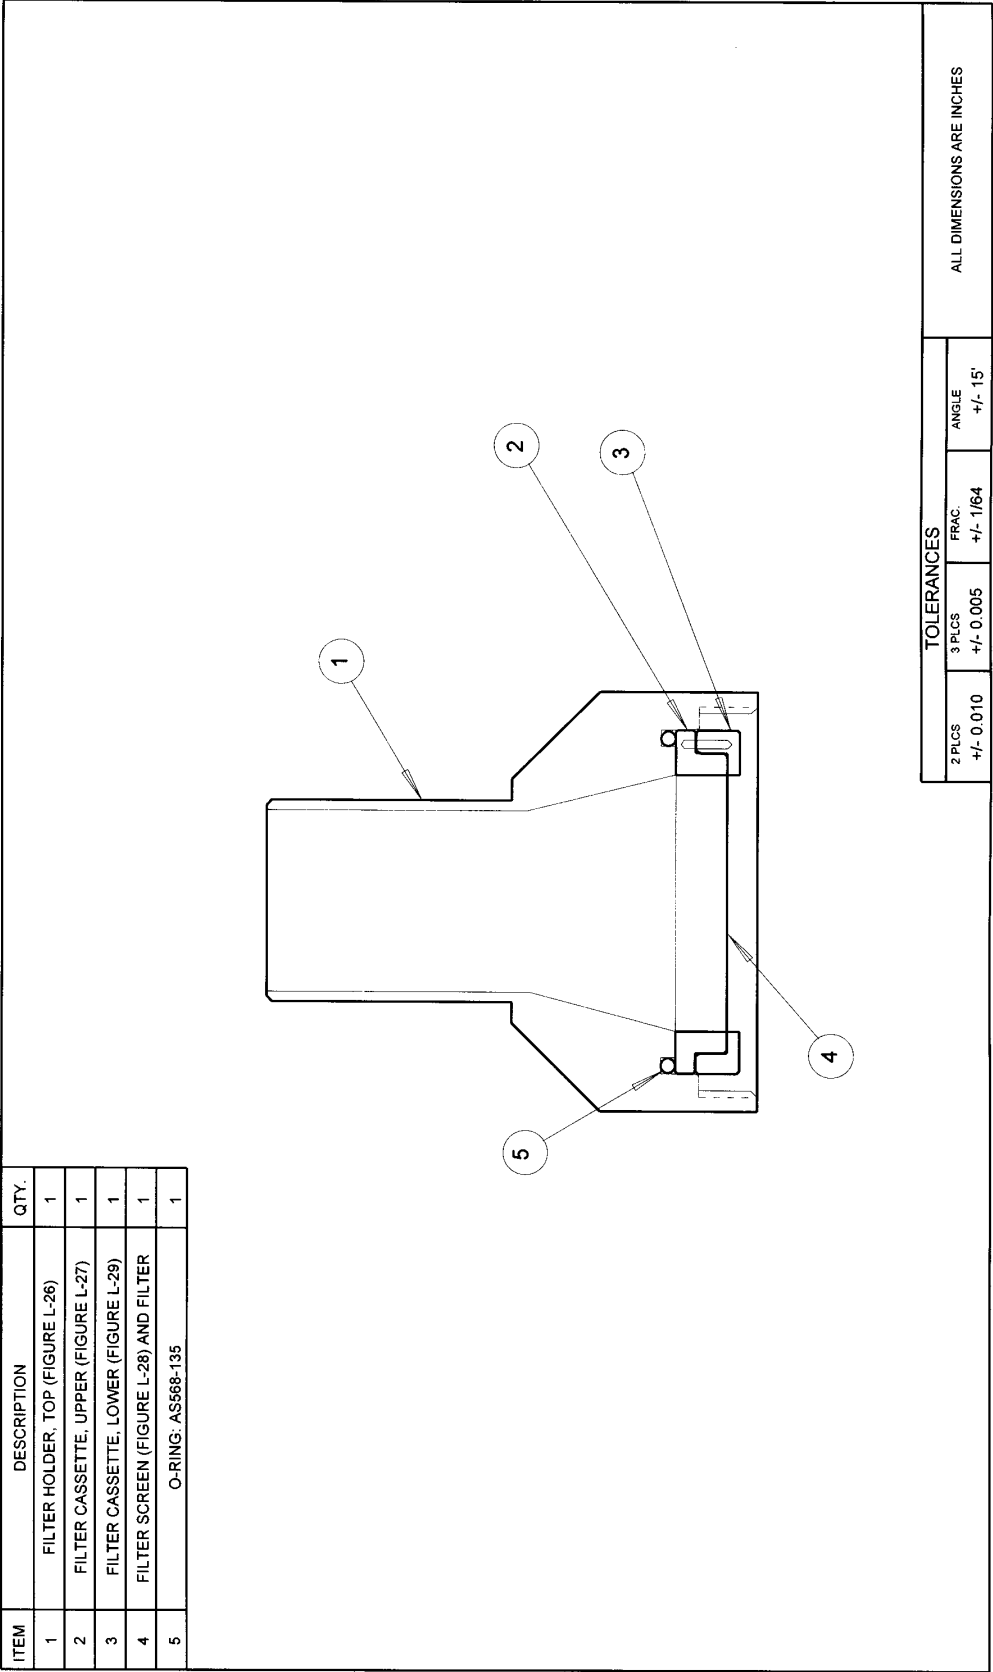 ITEM DESCRIPTION QTY.
1 FILTER HOLDER, TOP (FIGURE L-26) 1
2 FILTER CASSETTE, UPPER (FIGURE L-27) 1
3 FILTER CASSETTE, LOWER (FIGURE L-29) 1
4 FILTER SCREEN (FIGURE L-28) AND FILTER 1
5 O-RING: AS568-135 1
1
2
3
4
5
TOLERANCES
2 PLCS 3 PLCS FRAC. ANGLE
+/- 0.010 +/- 0.005 +/- 1/64 +/- 15'
ALL DIMENSIONS ARE INCHES